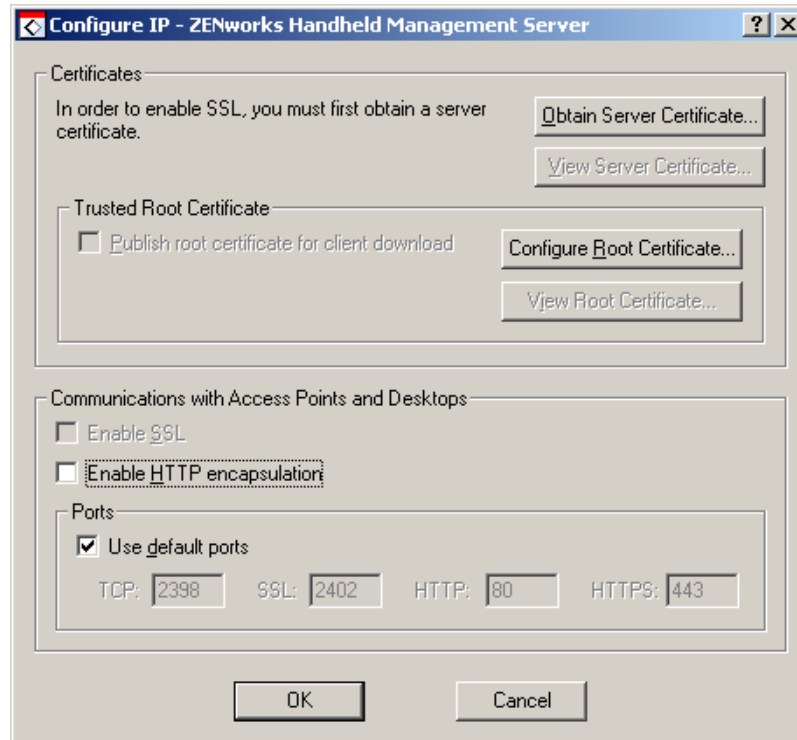 Configure IP - ZENworks Handheld Management Server
Certificates
In order to enable SSL, you must first obtain a server
certificate.
Obtain Server Certificate...
View Server Certificate...
Trusted Root Certificate
Publish root certificate for client download
Configure Root Certificate...
View Root Certificate...
Communications with Access Points and Desktops
Enable SSL
Enable HTTP encapsulation
Ports
Use default ports
TCP: 2398 SSL: 2402 HTTP: 80 HTTPS: 443
OK Cancel